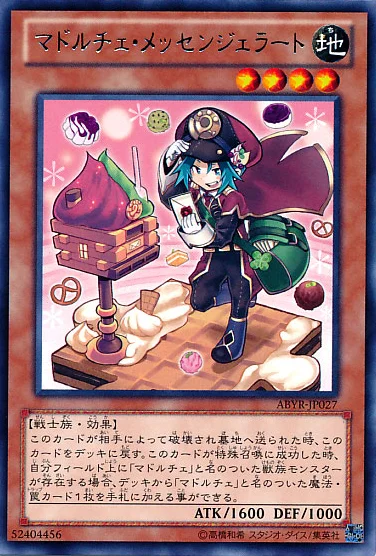 マドルチェ・メッセンジェラート
地
ABYR-JP027
【戦士族・効果】
このカードが相手によって破壊され墓地へ送られた時、この
カードをデッキに戻す。このカードが特殊召喚に成功した時、
自分フィールド上に「マドルチェ」と名のついた獣族モンスター
が存在する場合、デッキから「マドルチェ」と名のついた魔法・
罠カード1枚を手札に加える事ができる。
ATK/1600 DEF/1000
52404456
©高橋和希 スタジオ・ダイス/集英社